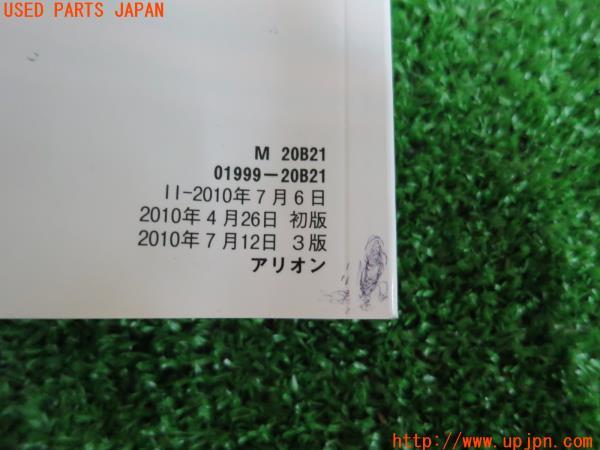 USED PARTS JAPAN
M 20B21
01999-20B21
II-2010年7月6日
2010年4月26日 初版
2010年7月12日 3版
アリオン
http://www.upjpn.com/